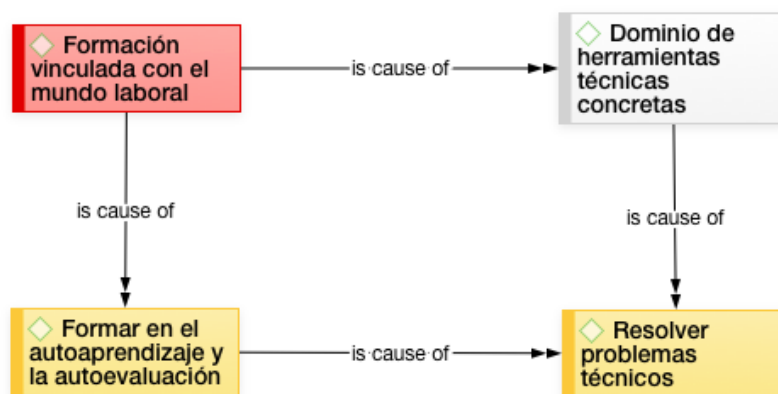 Formación
vinculada con el
mundo laboral
is cause of
Dominio de
herramientas
técnicas
concretas
is cause of
is cause of
Formar en el
autoaprendizaje y
la autoevaluación
is cause of
Resolver
problemas
técnicos